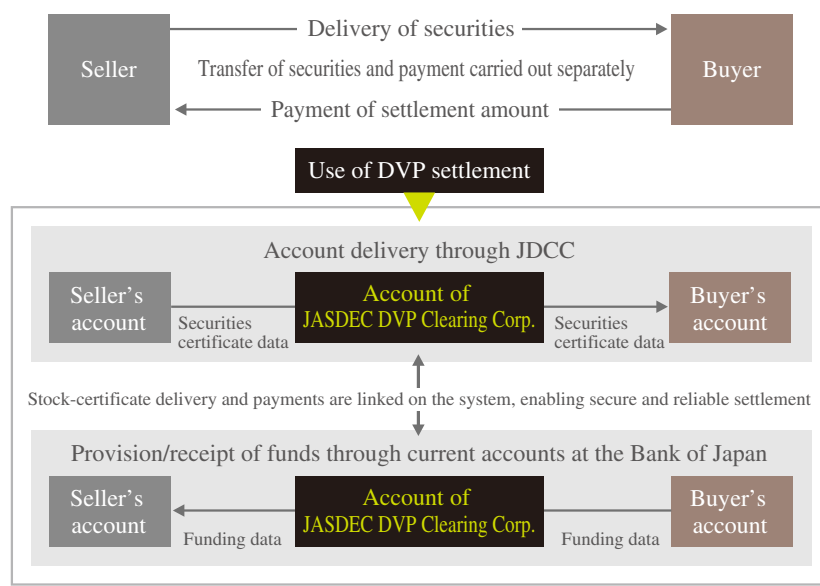 Delivery of securities
Seller
Transfer of securities and payment carried out separately
Buyer
Payment of settlement amount
Use of DVP settlement
Account delivery through JDCC
Seller's
account
Securities
certificate data
Account of
JASDEC DVP Clearing Corp.
Securities
certificate data
Buyer's
account
Stock-certificate delivery and payments are linked on the system, enabling secure and reliable settlement
Provision/receipt of funds through current accounts at the Bank of Japan
Seller's
account
Funding data
Account of
JASDEC DVP Clearing Corp.
Funding data
Buyer's
account